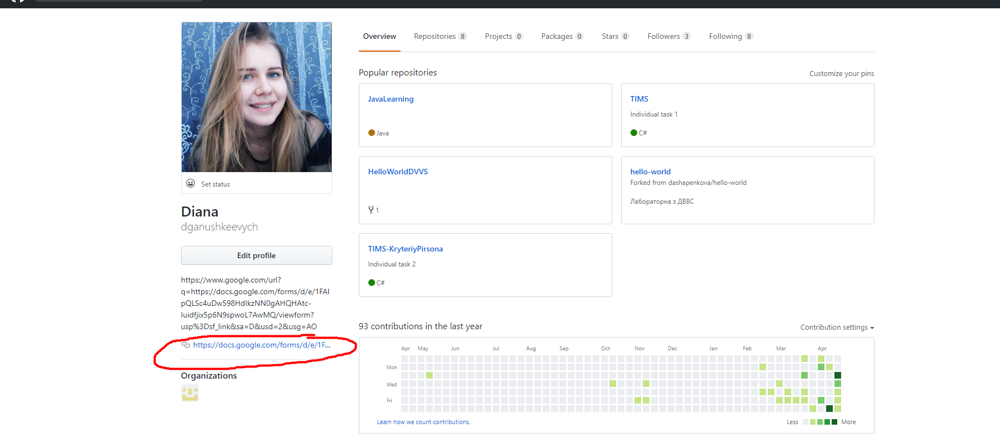 Overview Repositories 8 Projects 0 Packages 0 Stars 0 Followers 3 Following 8
Set status
Diana
dganushkeevych
Edit profile
https://www.google.com/url?
q=https://docs.google.com/forms/d/e/1FAI
pQLSc4uDw598HdIkzNN0gAHQHAtc-
Iuidfjix5p6N9spwoL7AwMQ/viewform?
usp%3Dsf_link&sa=D&usd=2&usg=AO
https://docs.google.com/forms/d/e/1F...
Organizations
Popular repositories
Customize your pins
JavaLearning
Java
TIMS
Individual task 1
C#
HelloWorldDVVS
1
hello-world
Forked from dashapenkova/hello-world
Лабораторна з ДВВС
TIMS-KryteriyPirsona
Individual task 2
C#
93 contributions in the last year
Contribution settings
Apr May Jun Jul Aug Sep Oct Nov Dec Jan Feb Mar Apr
Mon
Wed
Fri
Learn how we count contributions.
Less More